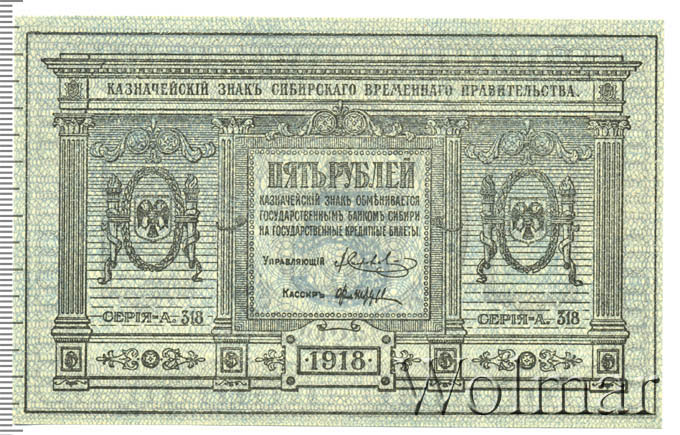 КАЗНАЧЕЙСКІЙ ЗНАКЪ СИБИРСКАГО ВРЕМЕННАГО ПРАВИТЕЛЬСТВА.
ПЯТЬ РУБЛЕЙ
КАЗНАЧЕЙСКІЙ ЗНАКЪ ОБМѢНИВАЕТСЯ
ГОСУДАРСТВЕННЫМЪ БАНКОМЪ СИБИРИ
НА ГОСУДАРСТВЕННЫЕ КРЕДИТНЫЕ БИЛЕТЫ.
УПРАВЛЯЮЩІЙ
КАССИРЪ
СЕРІЯ-А. 318
СЕРІЯ-А. 318
5
5
·1918·
5
5
Wolmar